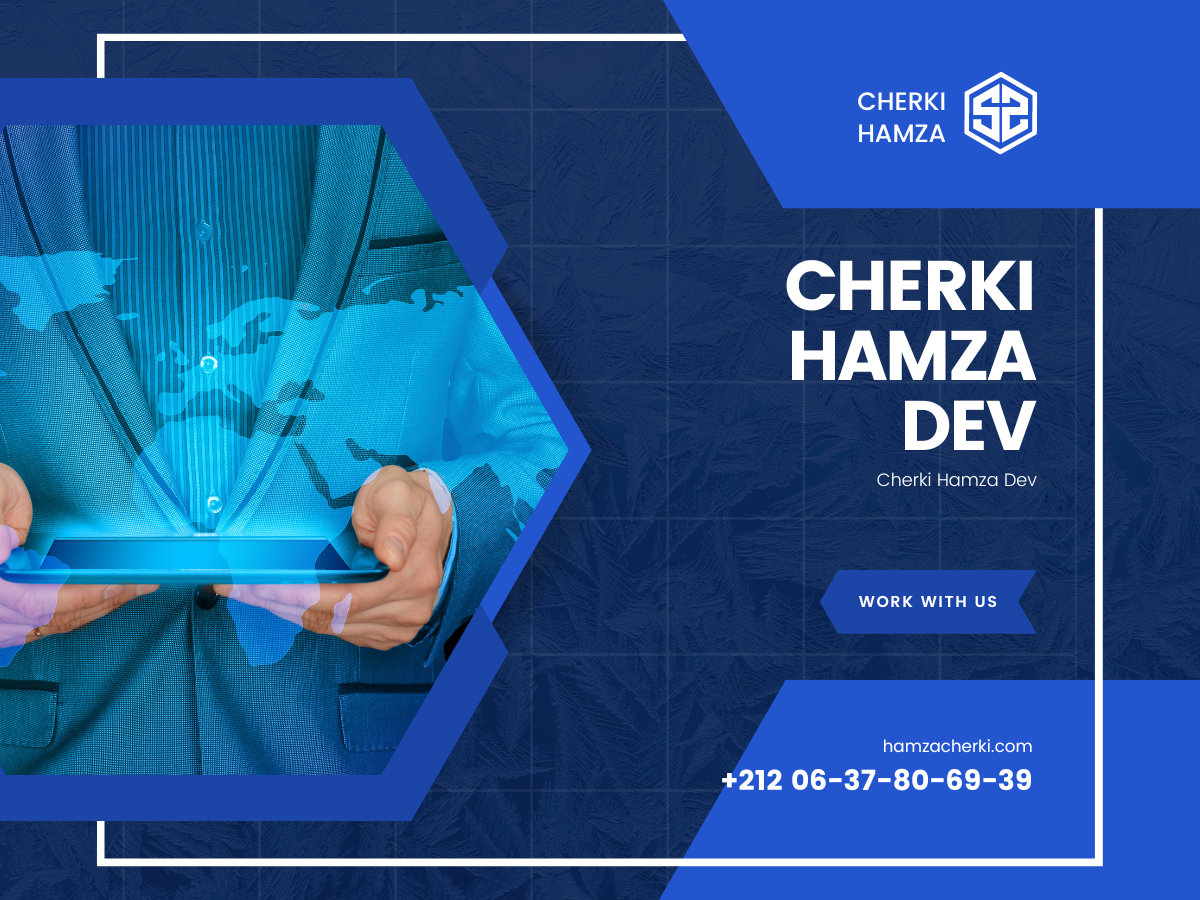 CHERKI
HAMZA
CHERKI
HAMZA
DEV
Cherki Hamza Dev
WORK WITH US
hamzacherki.com
+212 06-37-80-69-39